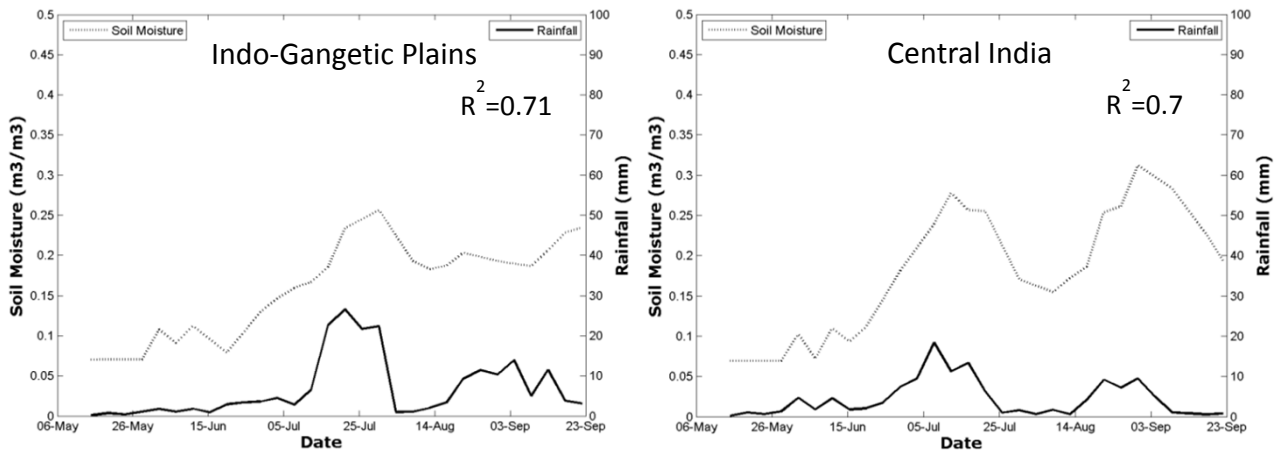 Soil Moisture
Rainfall
Indo-Gangetic Plains
R²=0.71
Soil Moisture (m3/m3)
0.5
0.45
0.4
0.35
0.3
0.25
0.2
0.15
0.1
0.05
0
100
90
80
70
60
50
40
30
20
10
0
Rainfall (mm)
06-May 26-May 15-Jun 05-Jul 25-Jul 14-Aug 03-Sep 23-Sep
Date
Soil Moisture
Rainfall
Central India
R²=0.7
Soil Moisture (m3/m3)
0.5
0.45
0.4
0.35
0.3
0.25
0.2
0.15
0.1
0.05
0
100
90
80
70
60
50
40
30
20
10
0
Rainfall (mm)
06-May 26-May 15-Jun 05-Jul 25-Jul 14-Aug 03-Sep 23-Sep
Date